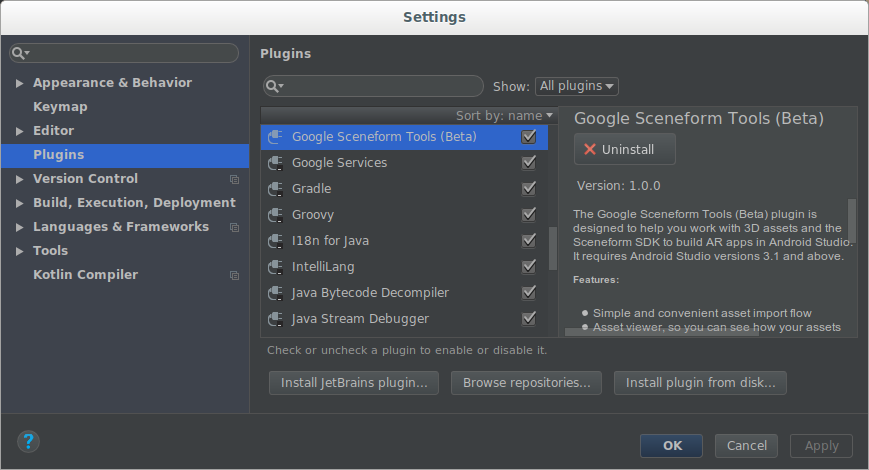 Settings
Appearance & Behavior
Keymap
Editor
Plugins
Version Control
Build, Execution, Deployment
Languages & Frameworks
Tools
Kotlin Compiler
Plugins
Show: All plugins
Sort by: name
Google Sceneform Tools (Beta)
Google Services
Gradle
Groovy
I18n for Java
IntelliLang
Java Bytecode Decompiler
Java Stream Debugger
Google Sceneform Tools (Beta)
Uninstall
Version: 1.0.0
The Google Sceneform Tools (Beta) plugin is
designed to help you work with 3D assets and the
Sceneform SDK to build AR apps in Android Studio.
It requires Android Studio versions 3.1 and above.
Features:
Simple and convenient asset import flow
Asset viewer, so you can see how your assets
Check or uncheck a plugin to enable or disable it.
Install JetBrains plugin...
Browse repositories...
Install plugin from disk...
?
OK
Cancel
Apply